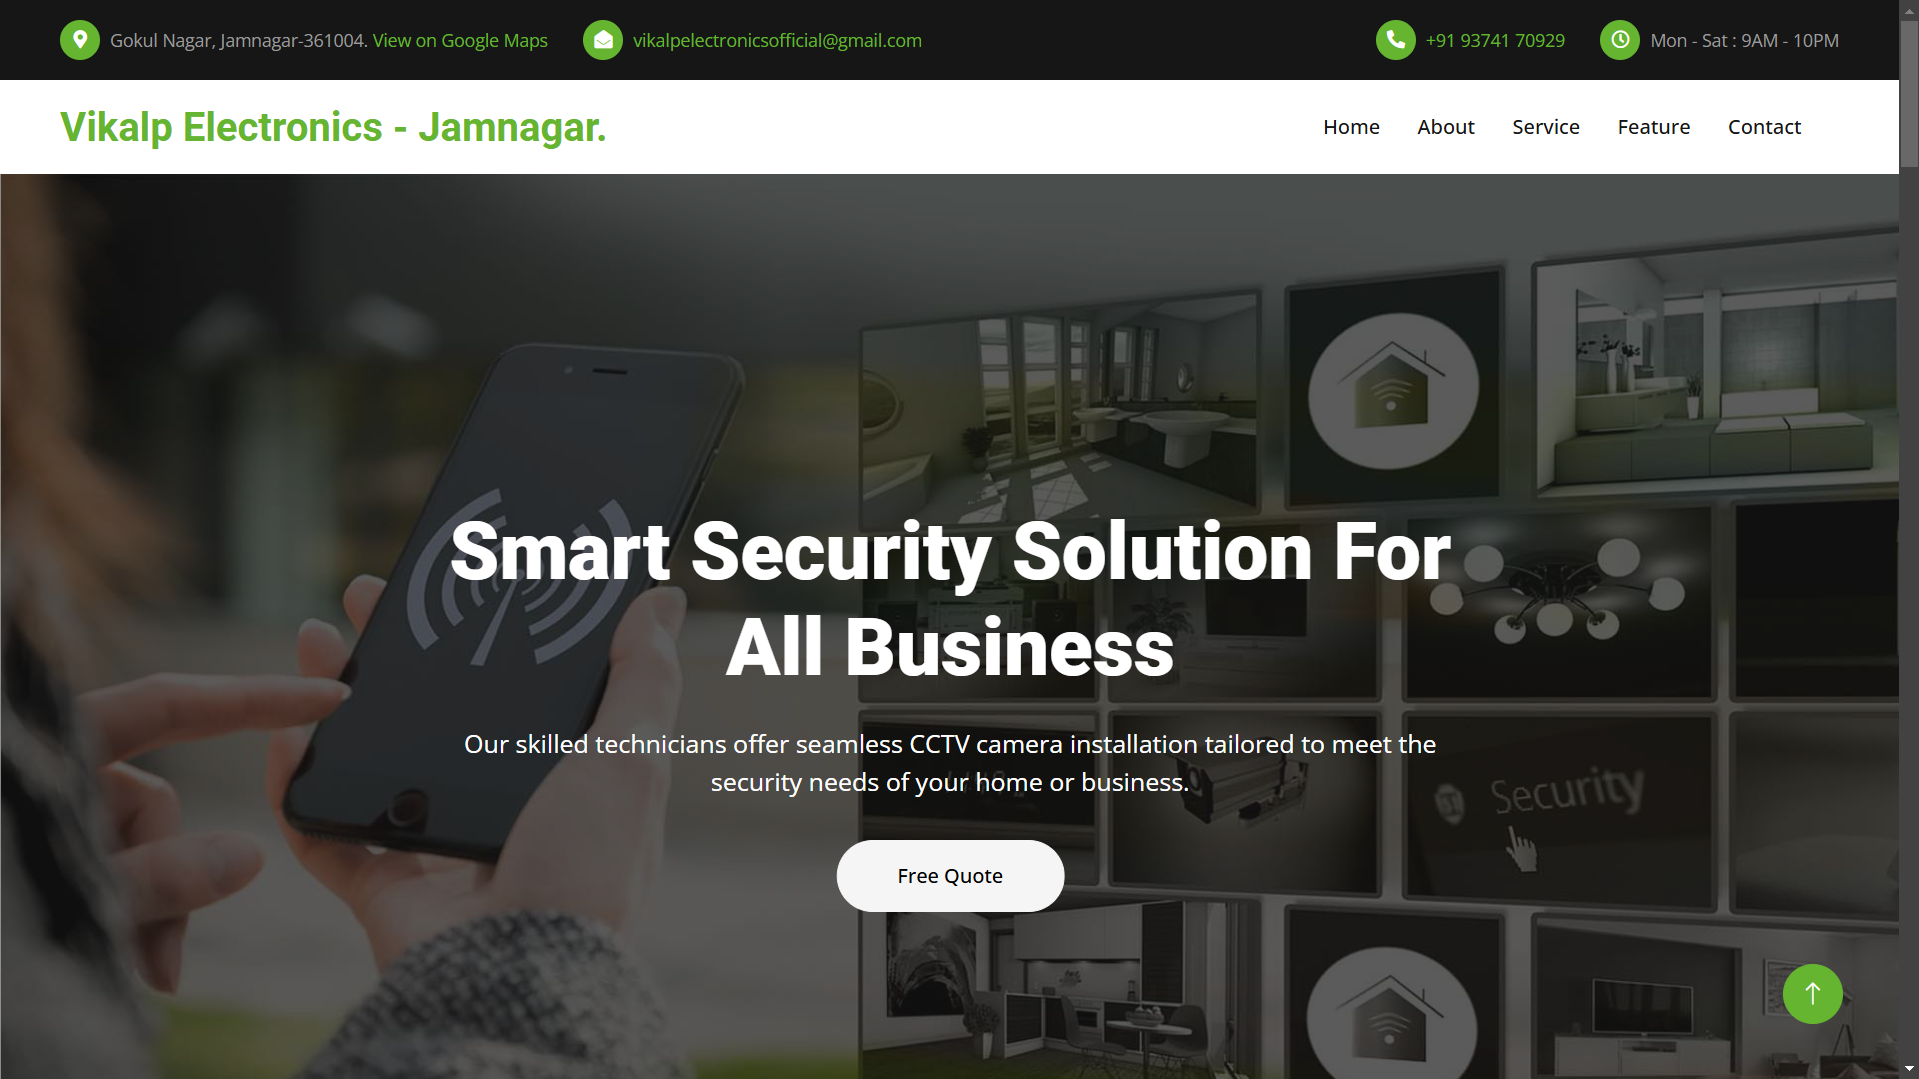 Gokul Nagar, Jamnagar-361004. View on Google Maps
vikalpelectronicsofficial@gmail.com
+91 93741 70929
Mon - Sat : 9AM - 10PM
Vikalp Electronics - Jamnagar.
Home
About
Service
Feature
Contact
Smart Security Solution For
All Business
Our skilled technicians offer seamless CCTV camera installation tailored to meet the
security needs of your home or business.
Security
Free Quote